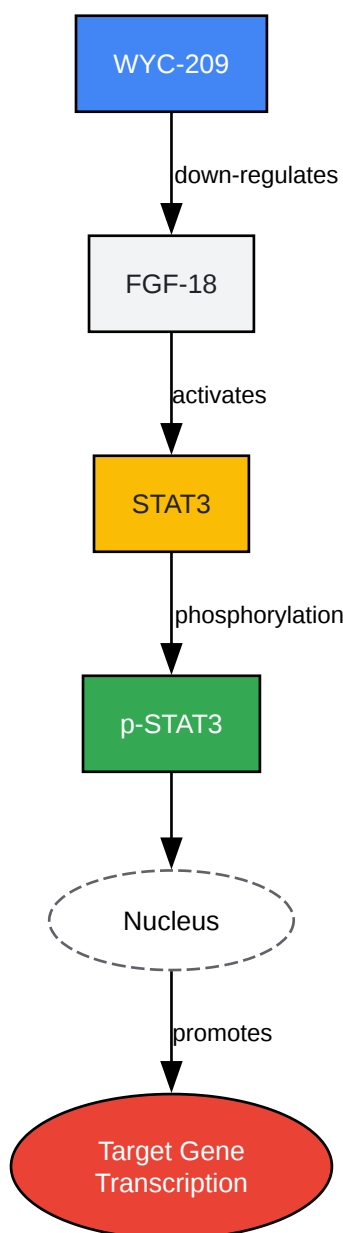 WYC-209
down-regulates
FGF-18
activates
STAT3
phosphorylation
p-STAT3
Nucleus
promotes
Target Gene
Transcription